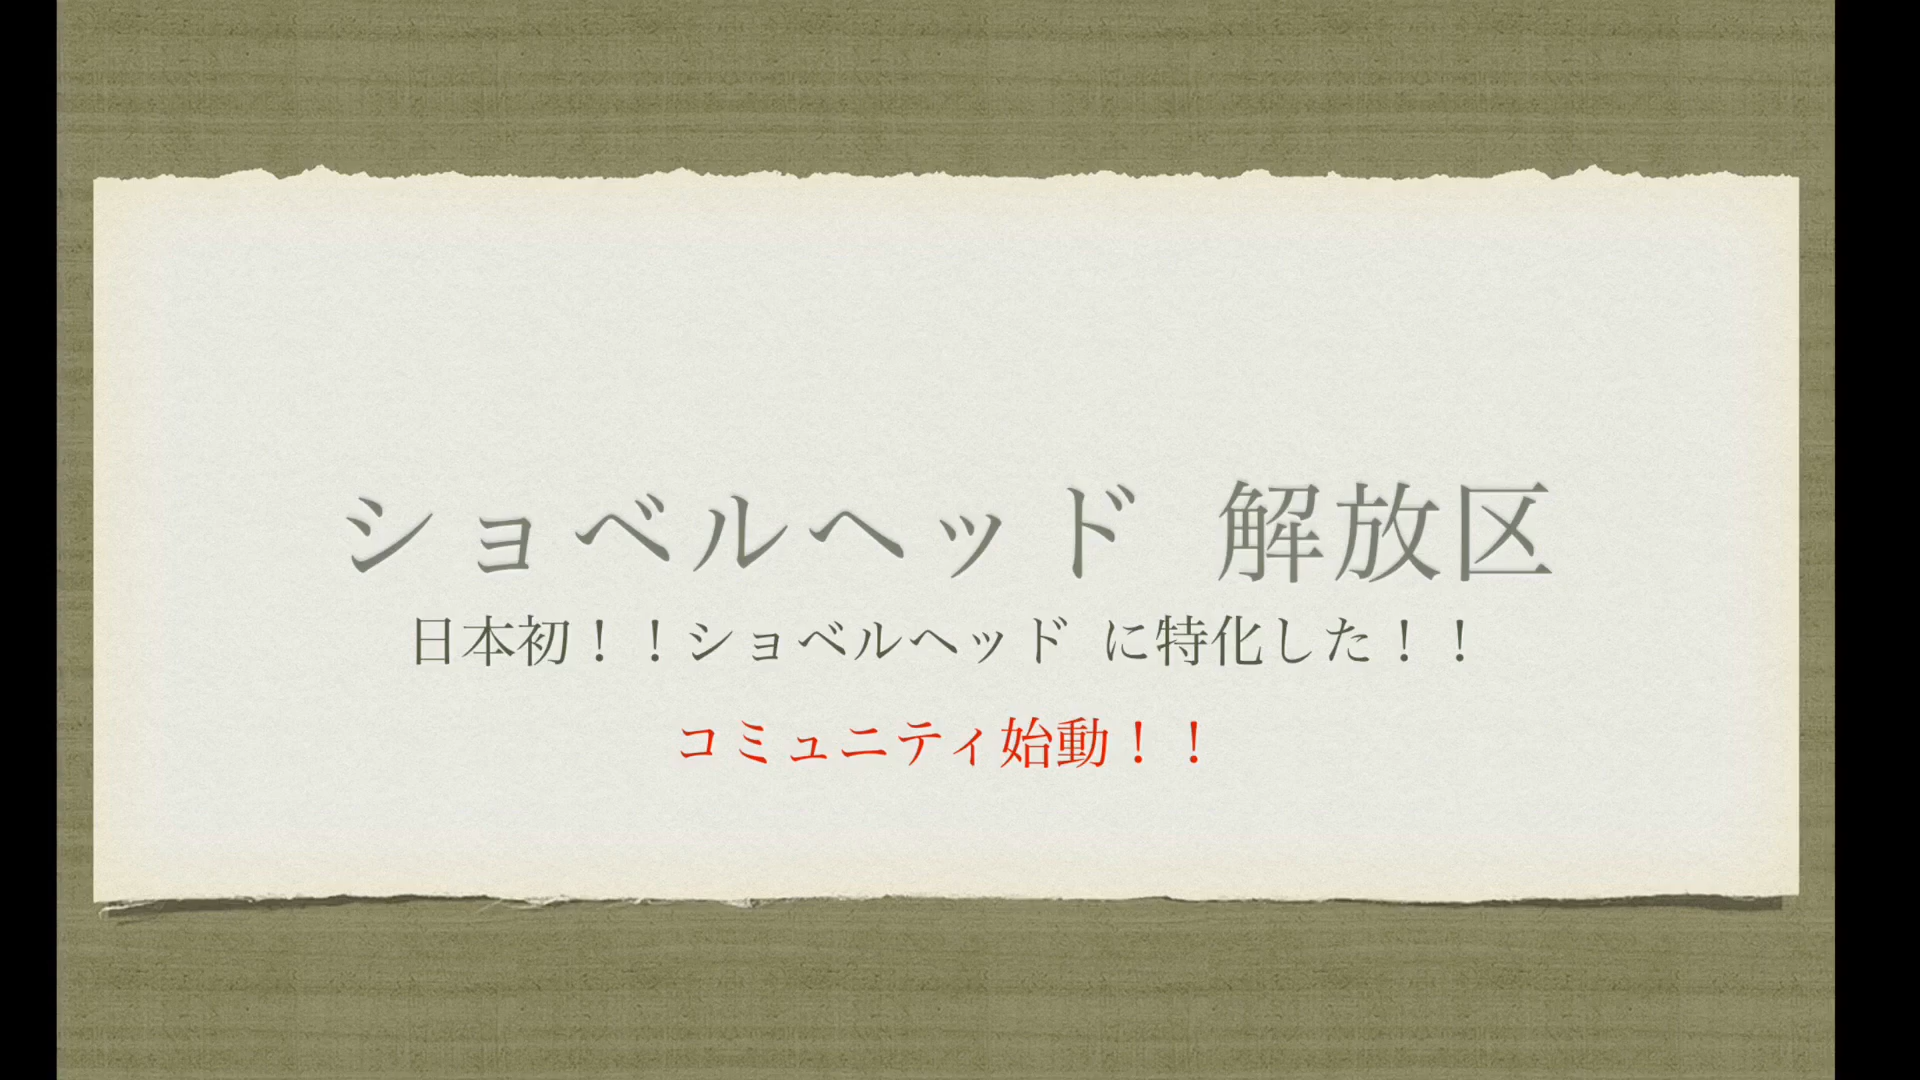 ショベルヘッド 解放区
日本初！！ショベルヘッド に特化した！！
コミュニティ始動！！